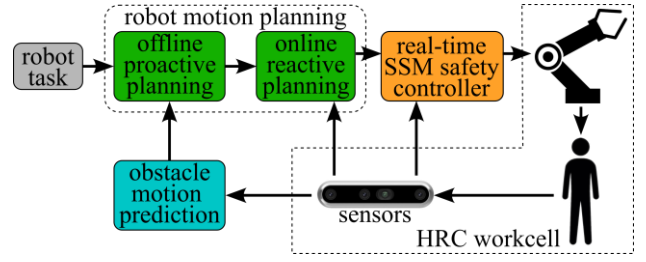 robot motion planning
robot
task
offline
proactive
planning
online
reactive
planning
real-time
SSM safety
controller
obstacle
motion
prediction
sensors
HRC workcell